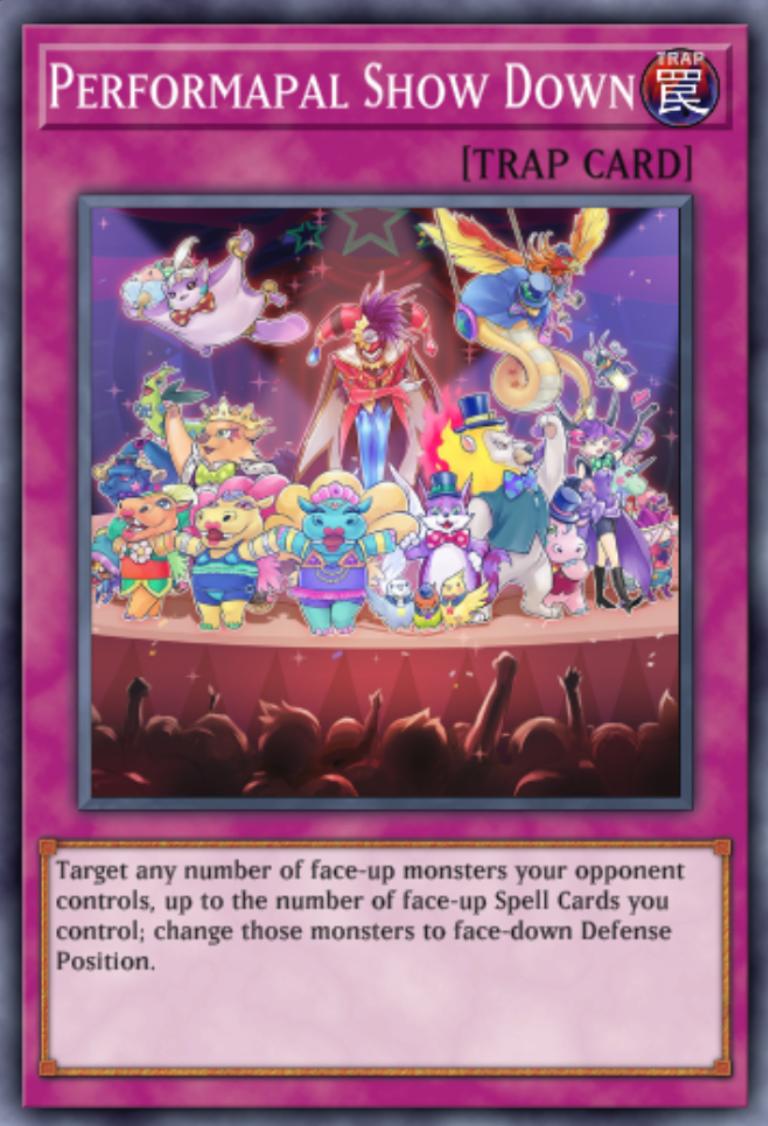 PERFORMAPAL SHOW DOWN
TRAP
罠
[TRAP CARD]
Target any number of face-up monsters your opponent
controls, up to the number of face-up Spell Cards you
control; change those monsters to face-down Defense
Position.